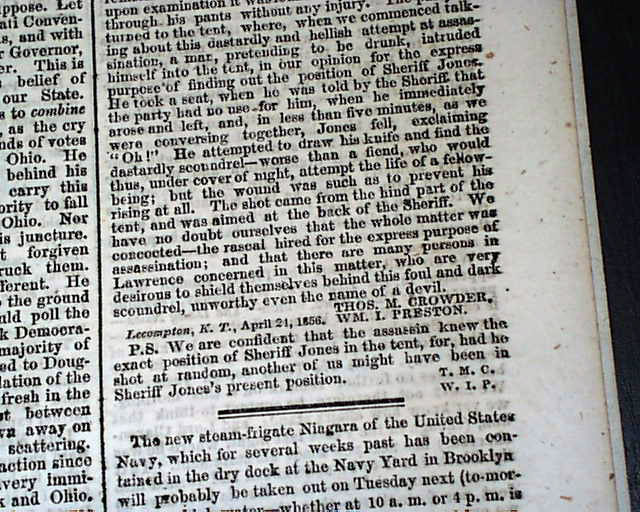 ppose. Let
ati Conven-
s, and with
r Governor,
er. This is
belief of
our State.
s to combine
, as the cry
nds of votes
Ohio. He
behind his
carry this
ority to fall
Ohio. Nor
is juncture.
t forgiven
ruck them.
ferent. He
the ground
uld poll the
k Democra-
majority of
ed to Doug-
lation of the
fresh in the
st between
wn away on
scattering.
action since
very immi-
k and Ohio.
upon examination it was
through his pants without any injury. The
turned to the tent, where, when we commenced talk-
ing about this dastardly and hellish attempt at assas-
sination, a mar, pretending to be drunk, intruded
himself into the tent, in our opinion for the express
purpose of finding out the position of Sheriff Jones.
He took a seat, when he was told by the Sheriff that
the party had no use for him, when he immediately
arose and left, and, in less than five minutes, as we
were conversing together, Jones fell, exclaiming
"Oh!" He attempted to draw his knife and find the
dastardly scoundrel—worse than a fiend, who would
thus, under cover of night, attempt the life of a fellow-
being; but the wound was such as to prevent his
rising at all. The shot came from the hind part of the
tent, and was aimed at the back of the Sheriff. We
have no doubt ourselves that the whole matter was
concocted—the rascal hired for the express purpose of
assassination; and that there are many persons in
Lawrence concerned in this matter, who are very
desirous to shield themselves behind this foul and dark
scoundrel, unworthy even the name of a devil.
THOS. M. CROWDER,
WM. I. PRESTON.
Lecompton, K. T., April 21, 1856.
P.S. We are confident that the assassin knew the
exact position of Sheriff Jones in the tent, for, had he
shot at random, another of us might have been in
Sheriff Jones's present position. T. M. C.
W. I. P.
The new steam-frigate Niagara of the United States
Navy, which for several weeks past has been con-
tained in the dry dock at the Navy Yard in Brooklyn
will probably be taken out on Tuesday next (to-mor-
water—whether at 10 a. m. or 4 p. m. is